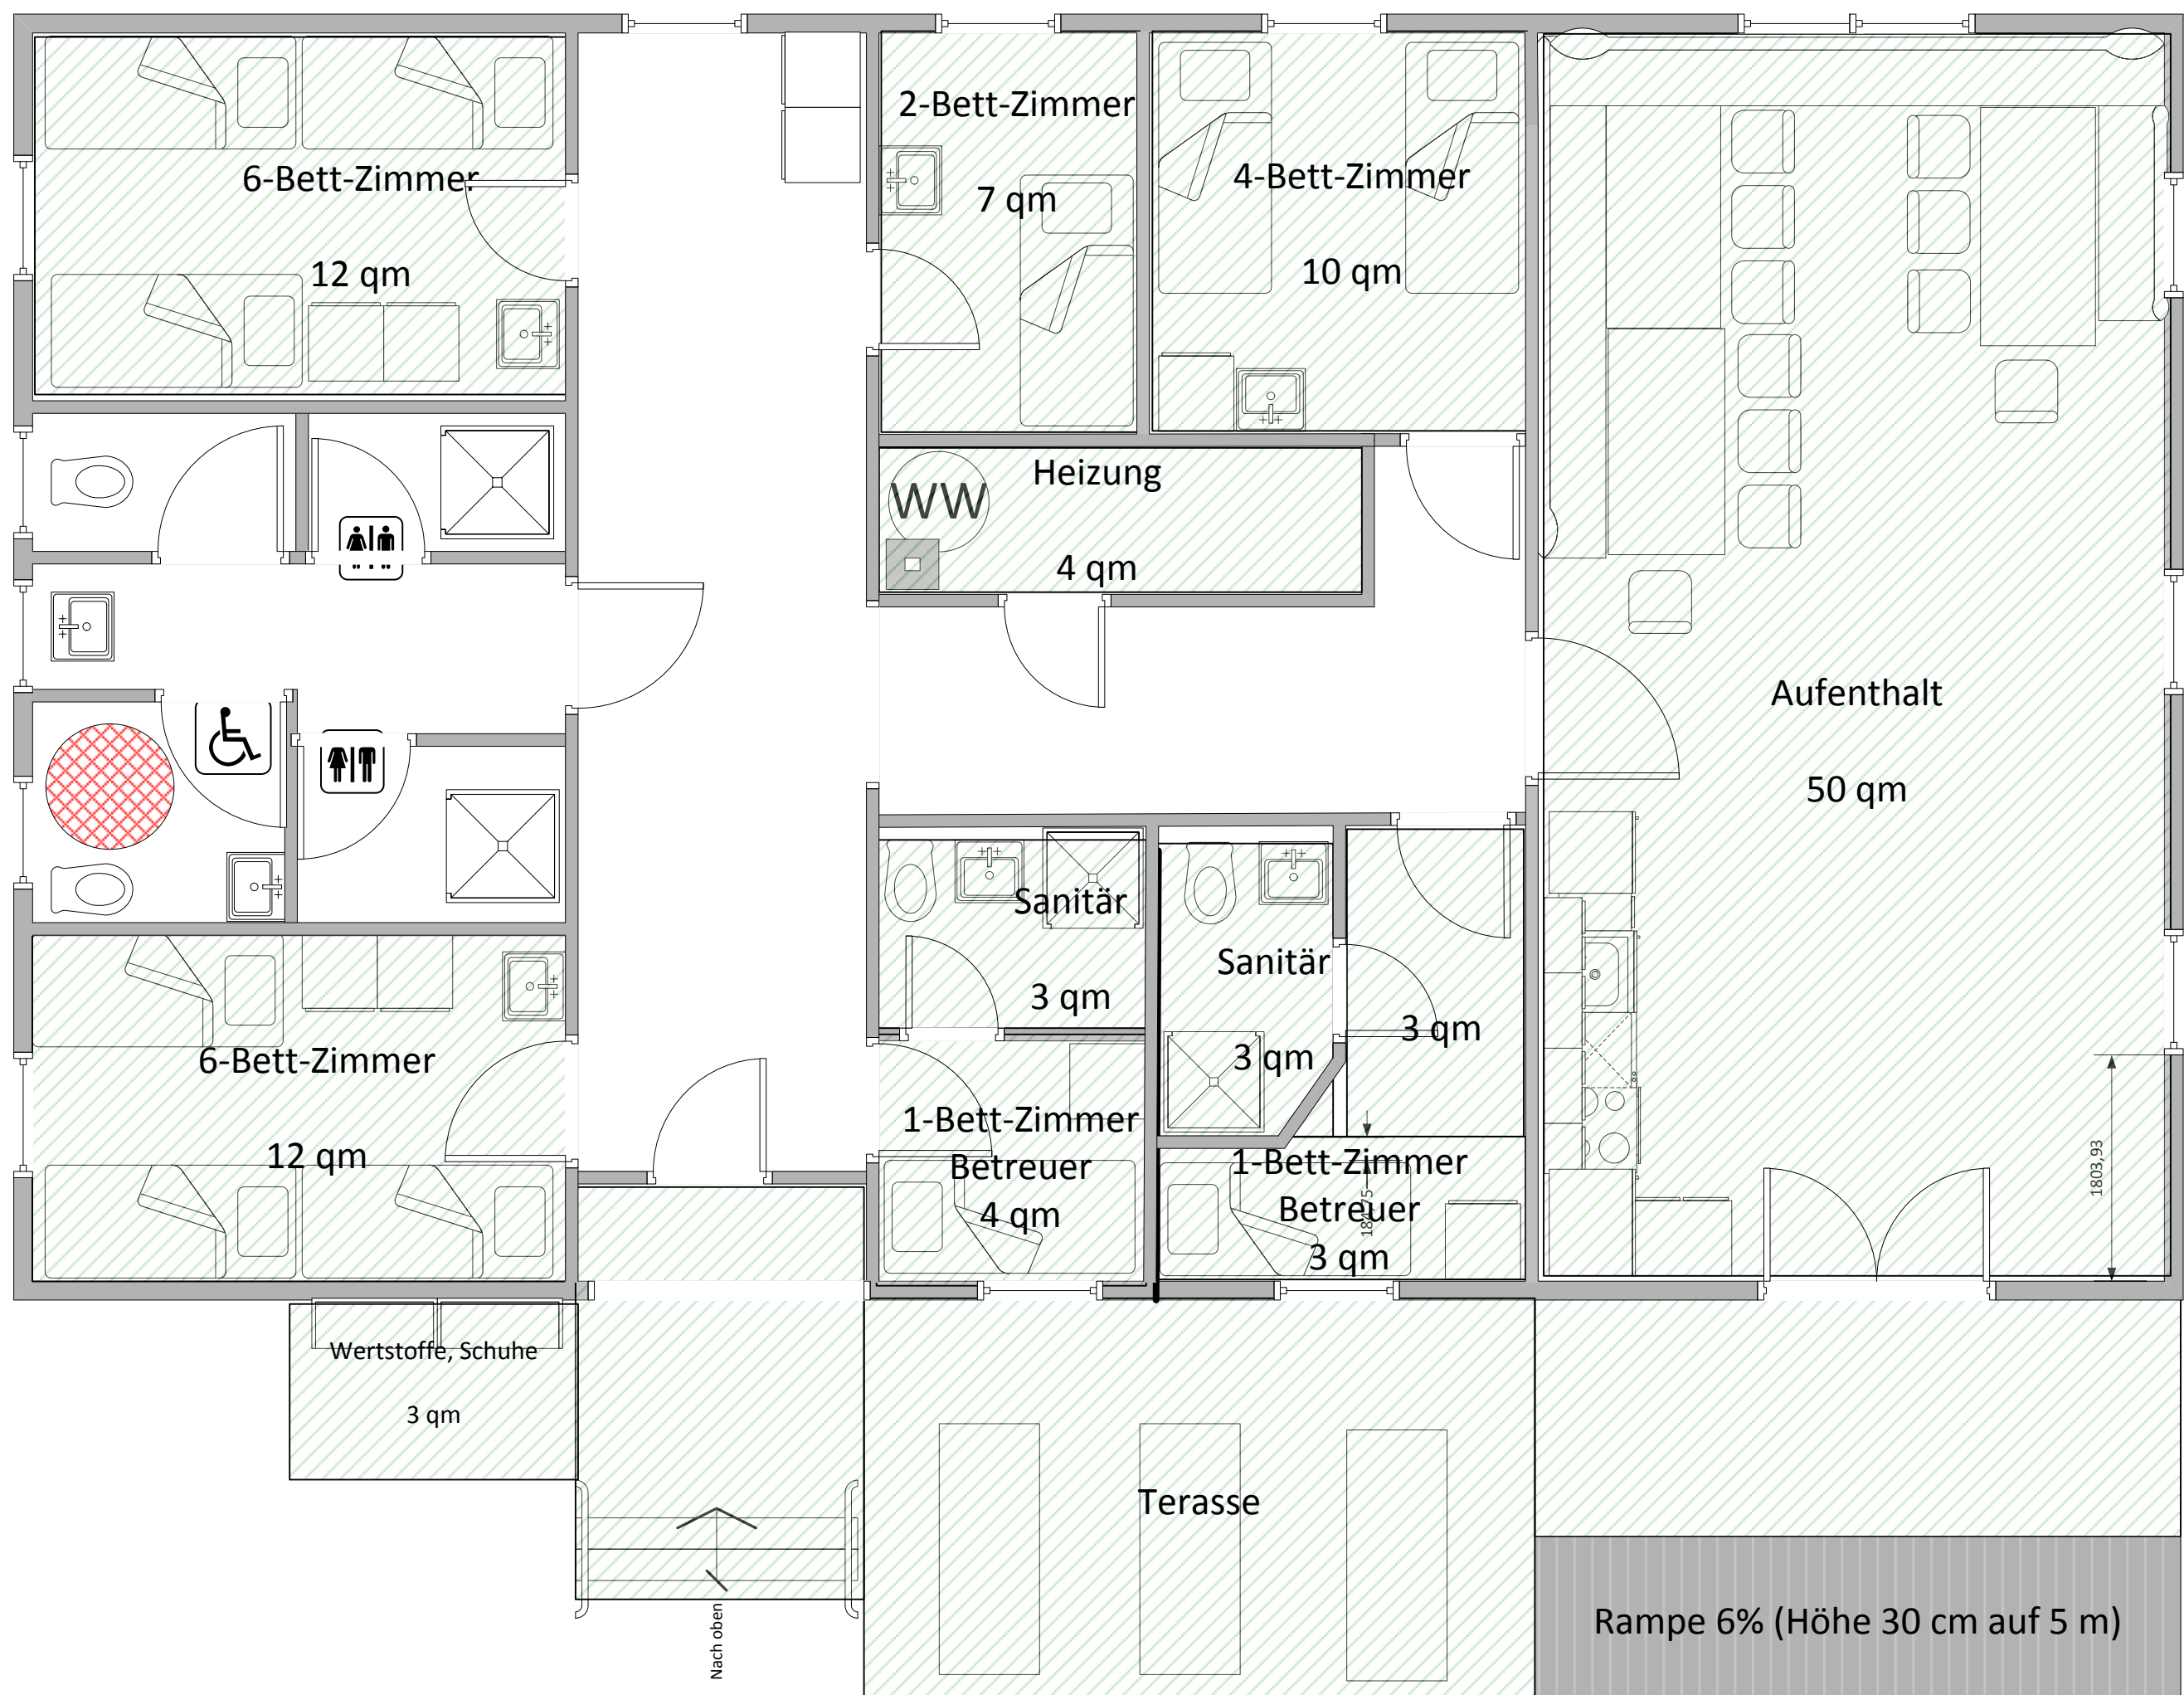 2-Bett-Zimmer
7 qm
6-Bett-Zimmer
12 qm
4-Bett-Zimmer
10 qm
Heizung
WW
4 qm
Aufenthalt
50 qm
Sanitär
3 qm
Sanitär
3 qm
3 qm
6-Bett-Zimmer
12 qm
1-Bett-Zimmer
Betreuer
4 qm
1-Bett-Zimmer
Betreuer
3 qm
1803,93
Wertstoffe, Schuhe
3 qm
Terasse
Nach oben
Rampe 6% (Höhe 30 cm auf 5 m)